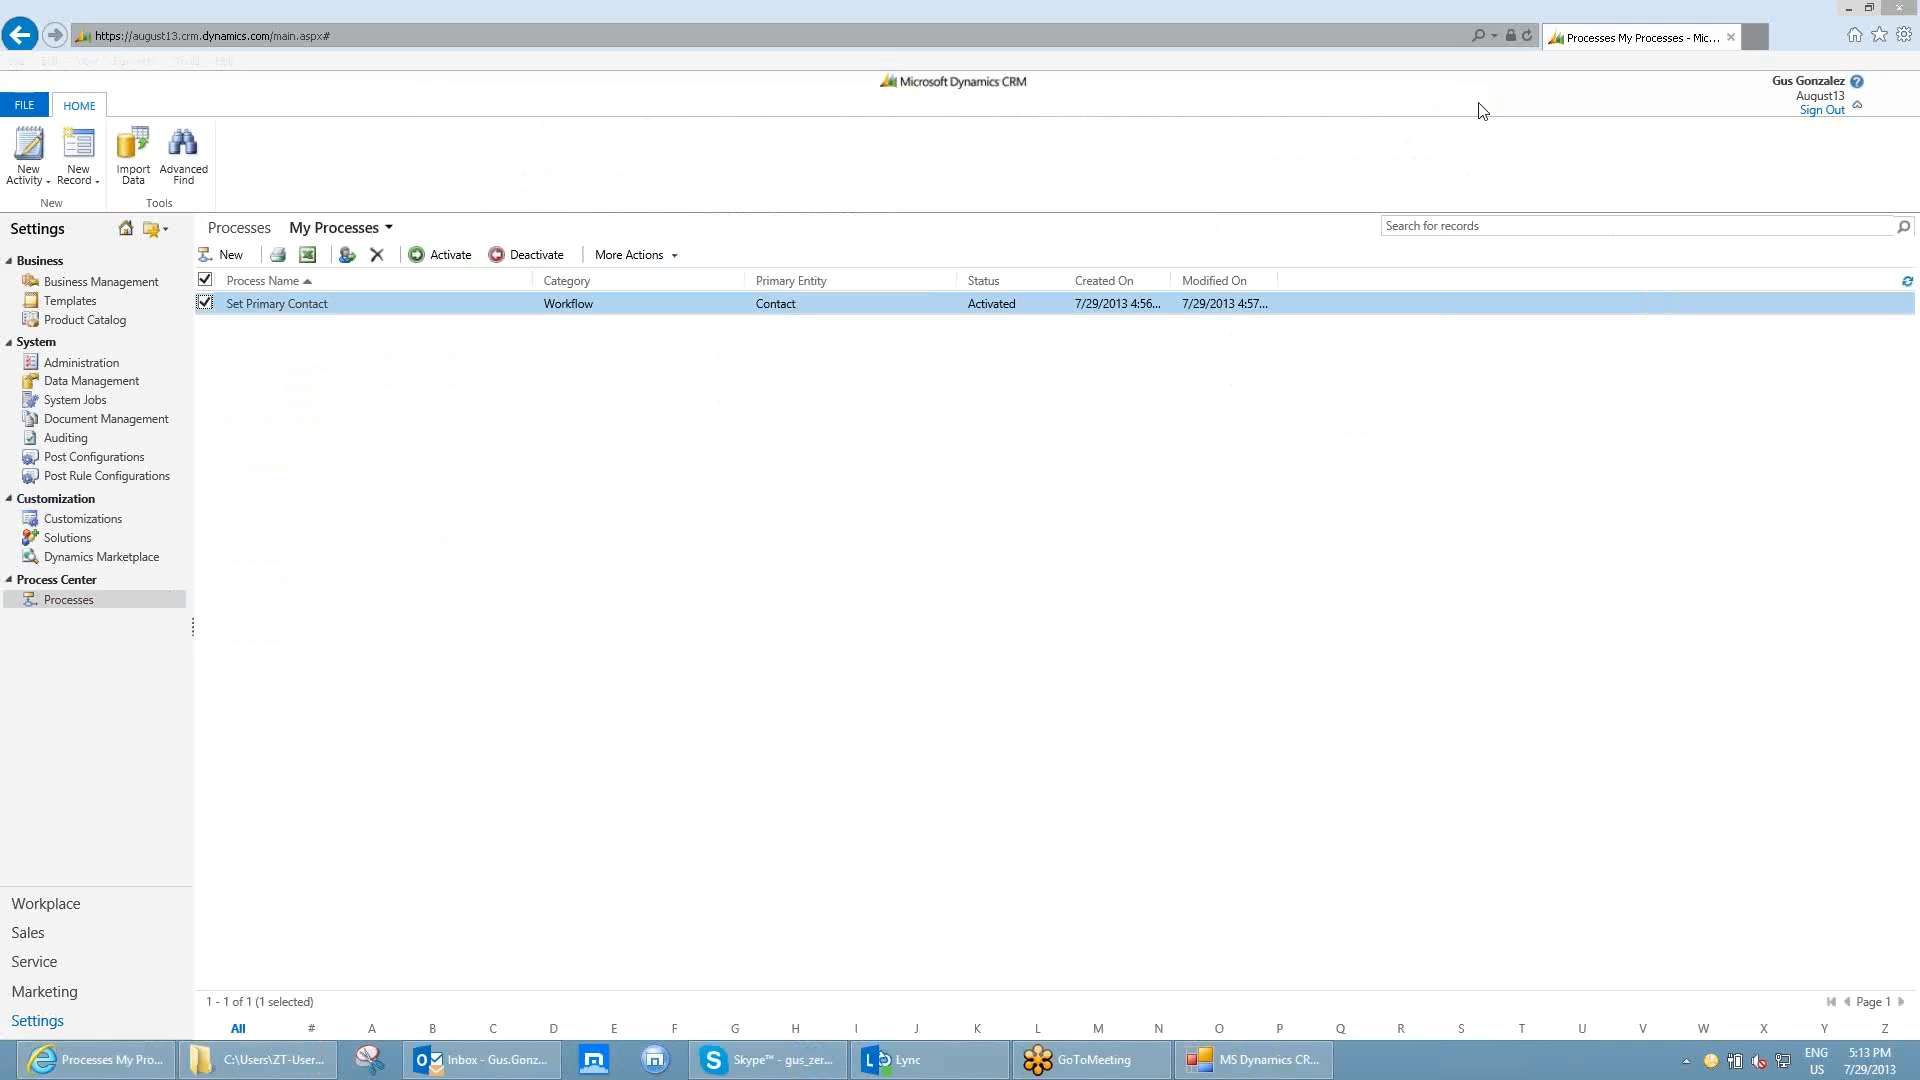 https://august13.crm.dynamics.com/main.aspx#
Processes My Processes - Mic...
Microsoft Dynamics CRM
Gus Gonzalez
August13
Sign Out
FILE
HOME
New Activity
New Record
Import Data
Advanced Find
New
Tools
Settings
Processes
My Processes
Search for records
New
Activate
Deactivate
More Actions
Process Name
Category
Primary Entity
Status
Created On
Modified On
Set Primary Contact
Workflow
Contact
Activated
7/29/2013 4:56...
7/29/2013 4:57...
Business
Business Management
Templates
Product Catalog
System
Administration
Data Management
System Jobs
Document Management
Auditing
Post Configurations
Post Rule Configurations
Customization
Customizations
Solutions
Dynamics Marketplace
Process Center
Processes
Workplace
Sales
Service
Marketing
Settings
1 - 1 of 1 (1 selected)
Page 1
All # A B C D E F G H I J K L M N O P Q R S T U V W X Y Z
Processes My Pro...
C:\Users\ZT-User...
Inbox - Gus.Gonz...
Skype™ - gus_zer...
Lync
GoToMeeting
MS Dynamics CR...
ENG
US
5:13 PM
7/29/2013